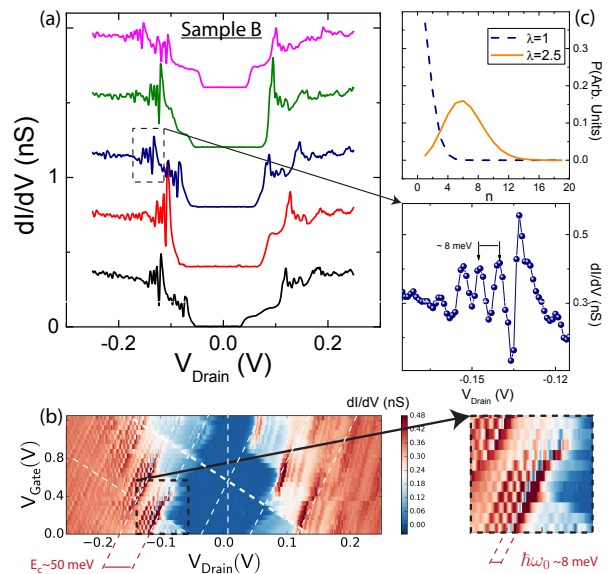 (a)
Sample B
dI/dV (nS)
1
0
-0.2
0.0
0.2
V_Drain (V)
(c)
λ=1
λ=2.5
P(Arb. Units)
0.3
0.2
0.1
0.0
0 4 8 12 16 20
n
~ 8 meV
dI/dV (nS)
0.5
0.3
-0.15
-0.12
V_Drain (V)
(b)
dI/dV (nS)
0.48
0.42
0.36
0.30
0.24
0.18
0.12
0.06
0.00
V_Gate(V)
0.8
0.4
0.0
-0.2 -0.1 0.0 0.1 0.2
V_Drain(V)
E_c~50 meV
ħω₀ ~8 meV